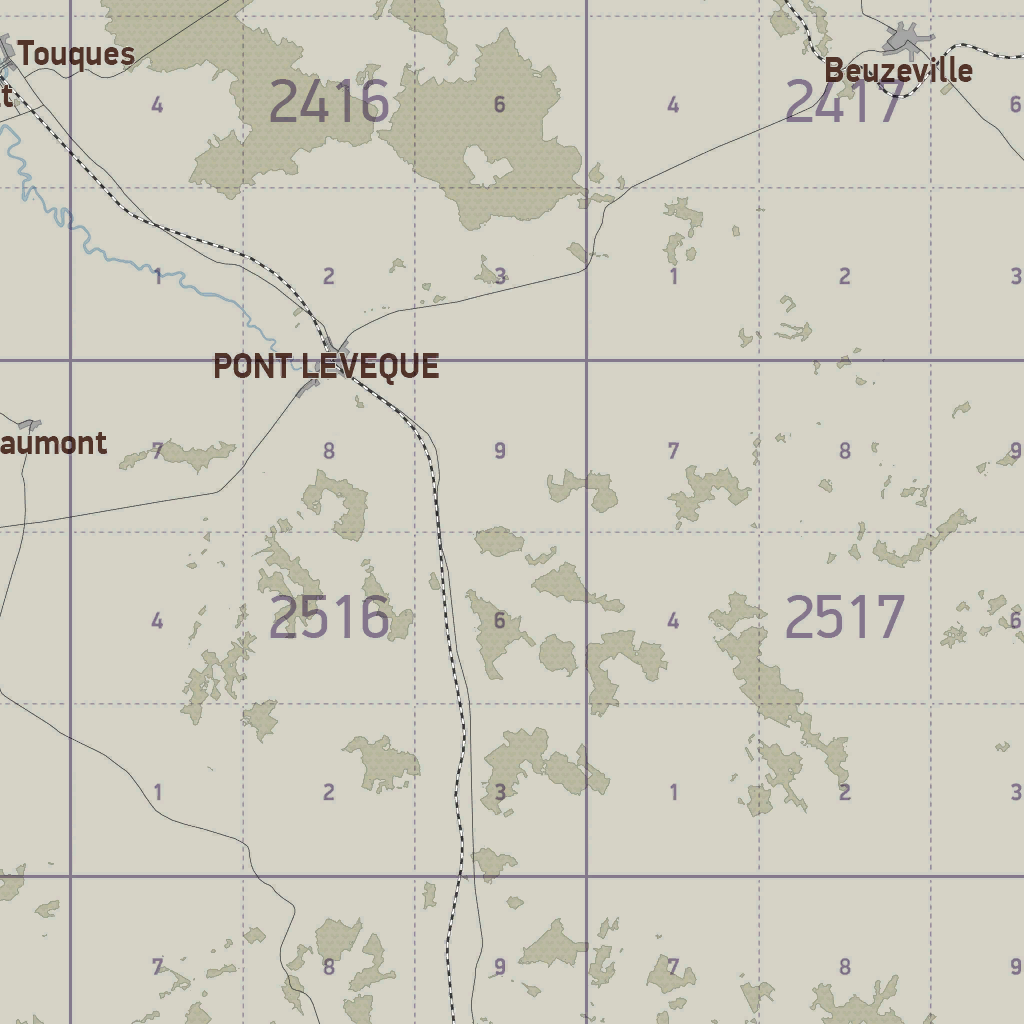 Touques
Beuzeville
t
4 2416 6 4 2417 6
1 2 3 1 2 3
PONT LEVEQUE
aumont
7 8 9 7 8 9
4 2516 6 4 2517 6
1 2 3 1 2 3
7 8 9 7 8 9